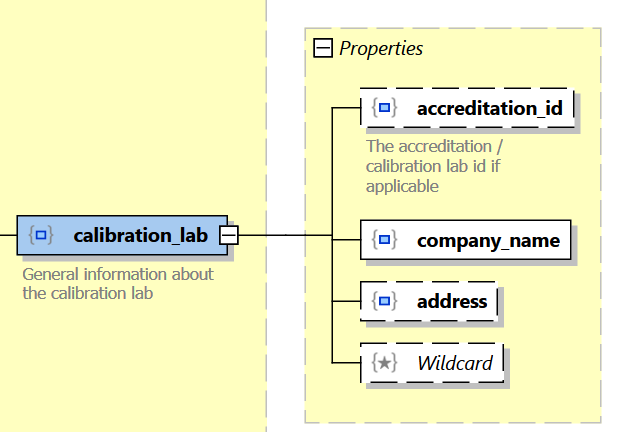 Properties
accreditation_id
The accreditation /
calibration lab id if
applicable
calibration_lab
General information about
the calibration lab
company_name
address
Wildcard